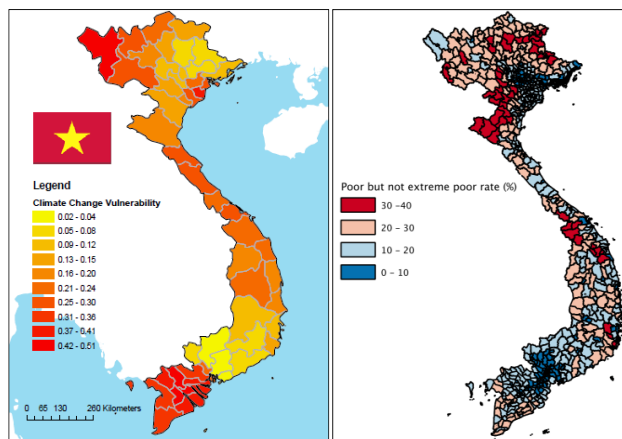 Legend
Climate Change Vulnerability
0.02 - 0.04
0.05 - 0.08
0.09 - 0.12
0.13 - 0.15
0.16 - 0.20
0.21 - 0.24
0.25 - 0.30
0.31 - 0.36
0.37 - 0.41
0.42 - 0.51
0 65 130 260 Kilometers
Poor but not extreme poor rate (%)
30 –40
20 – 30
10 – 20
0 – 10